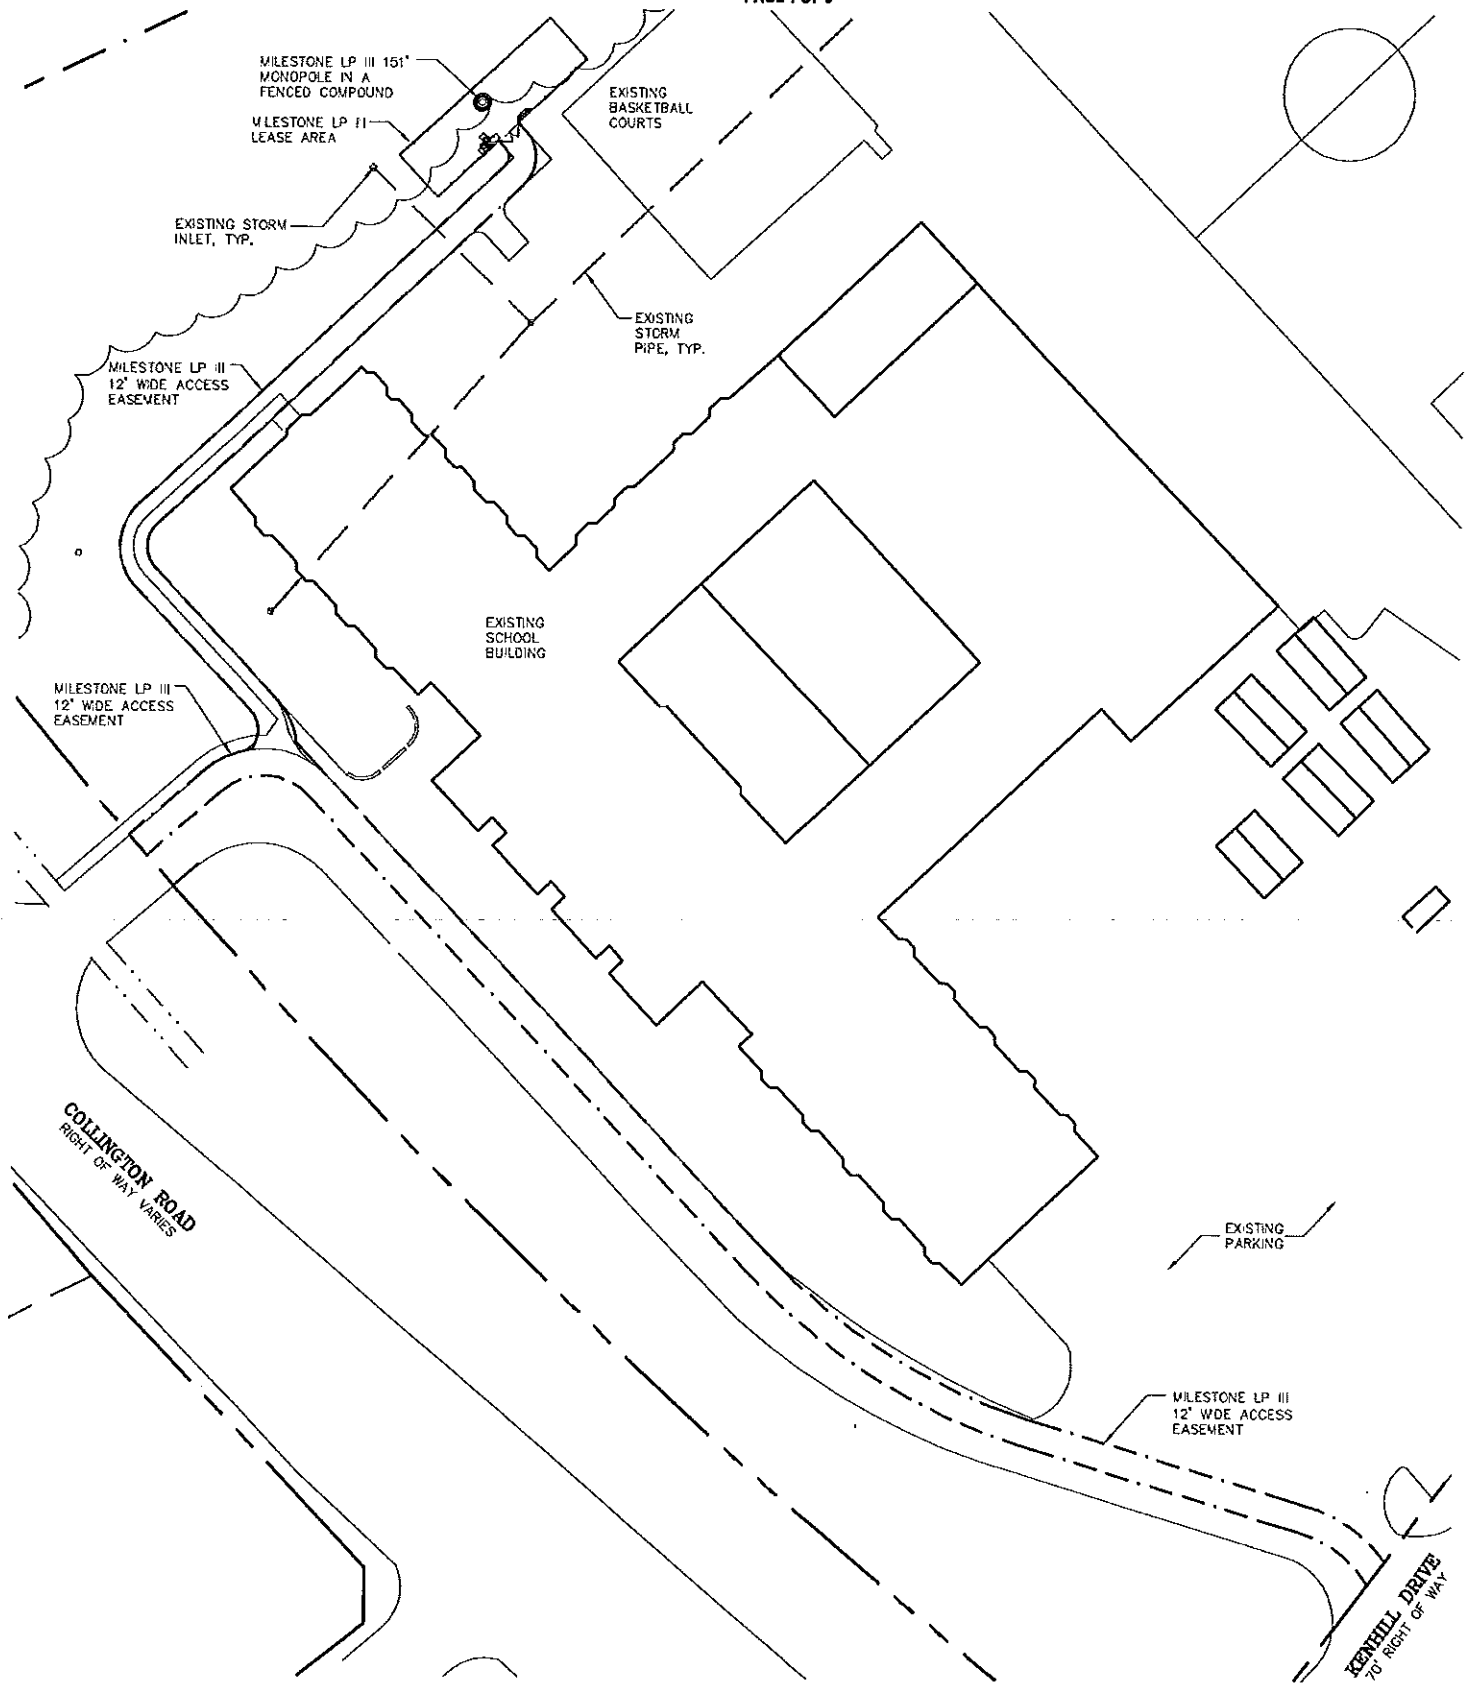 MILESTONE LP III 151'
MONOPOLE IN A
FENCED COMPOUND
MILESTONE LP III
LEASE AREA
EXISTING
BASKETBALL
COURTS
EXISTING STORM
INLET, TYP.
EXISTING
STORM
PIPE, TYP.
MILESTONE LP III
12' WIDE ACCESS
EASEMENT
EXISTING
SCHOOL
BUILDING
MILESTONE LP III
12' WIDE ACCESS
EASEMENT
COLLINGTON ROAD
RIGHT OF WAY VARIES
EXISTING
PARKING
MILESTONE LP III
12' WIDE ACCESS
EASEMENT
KENHILL DRIVE
70' RIGHT OF WAY